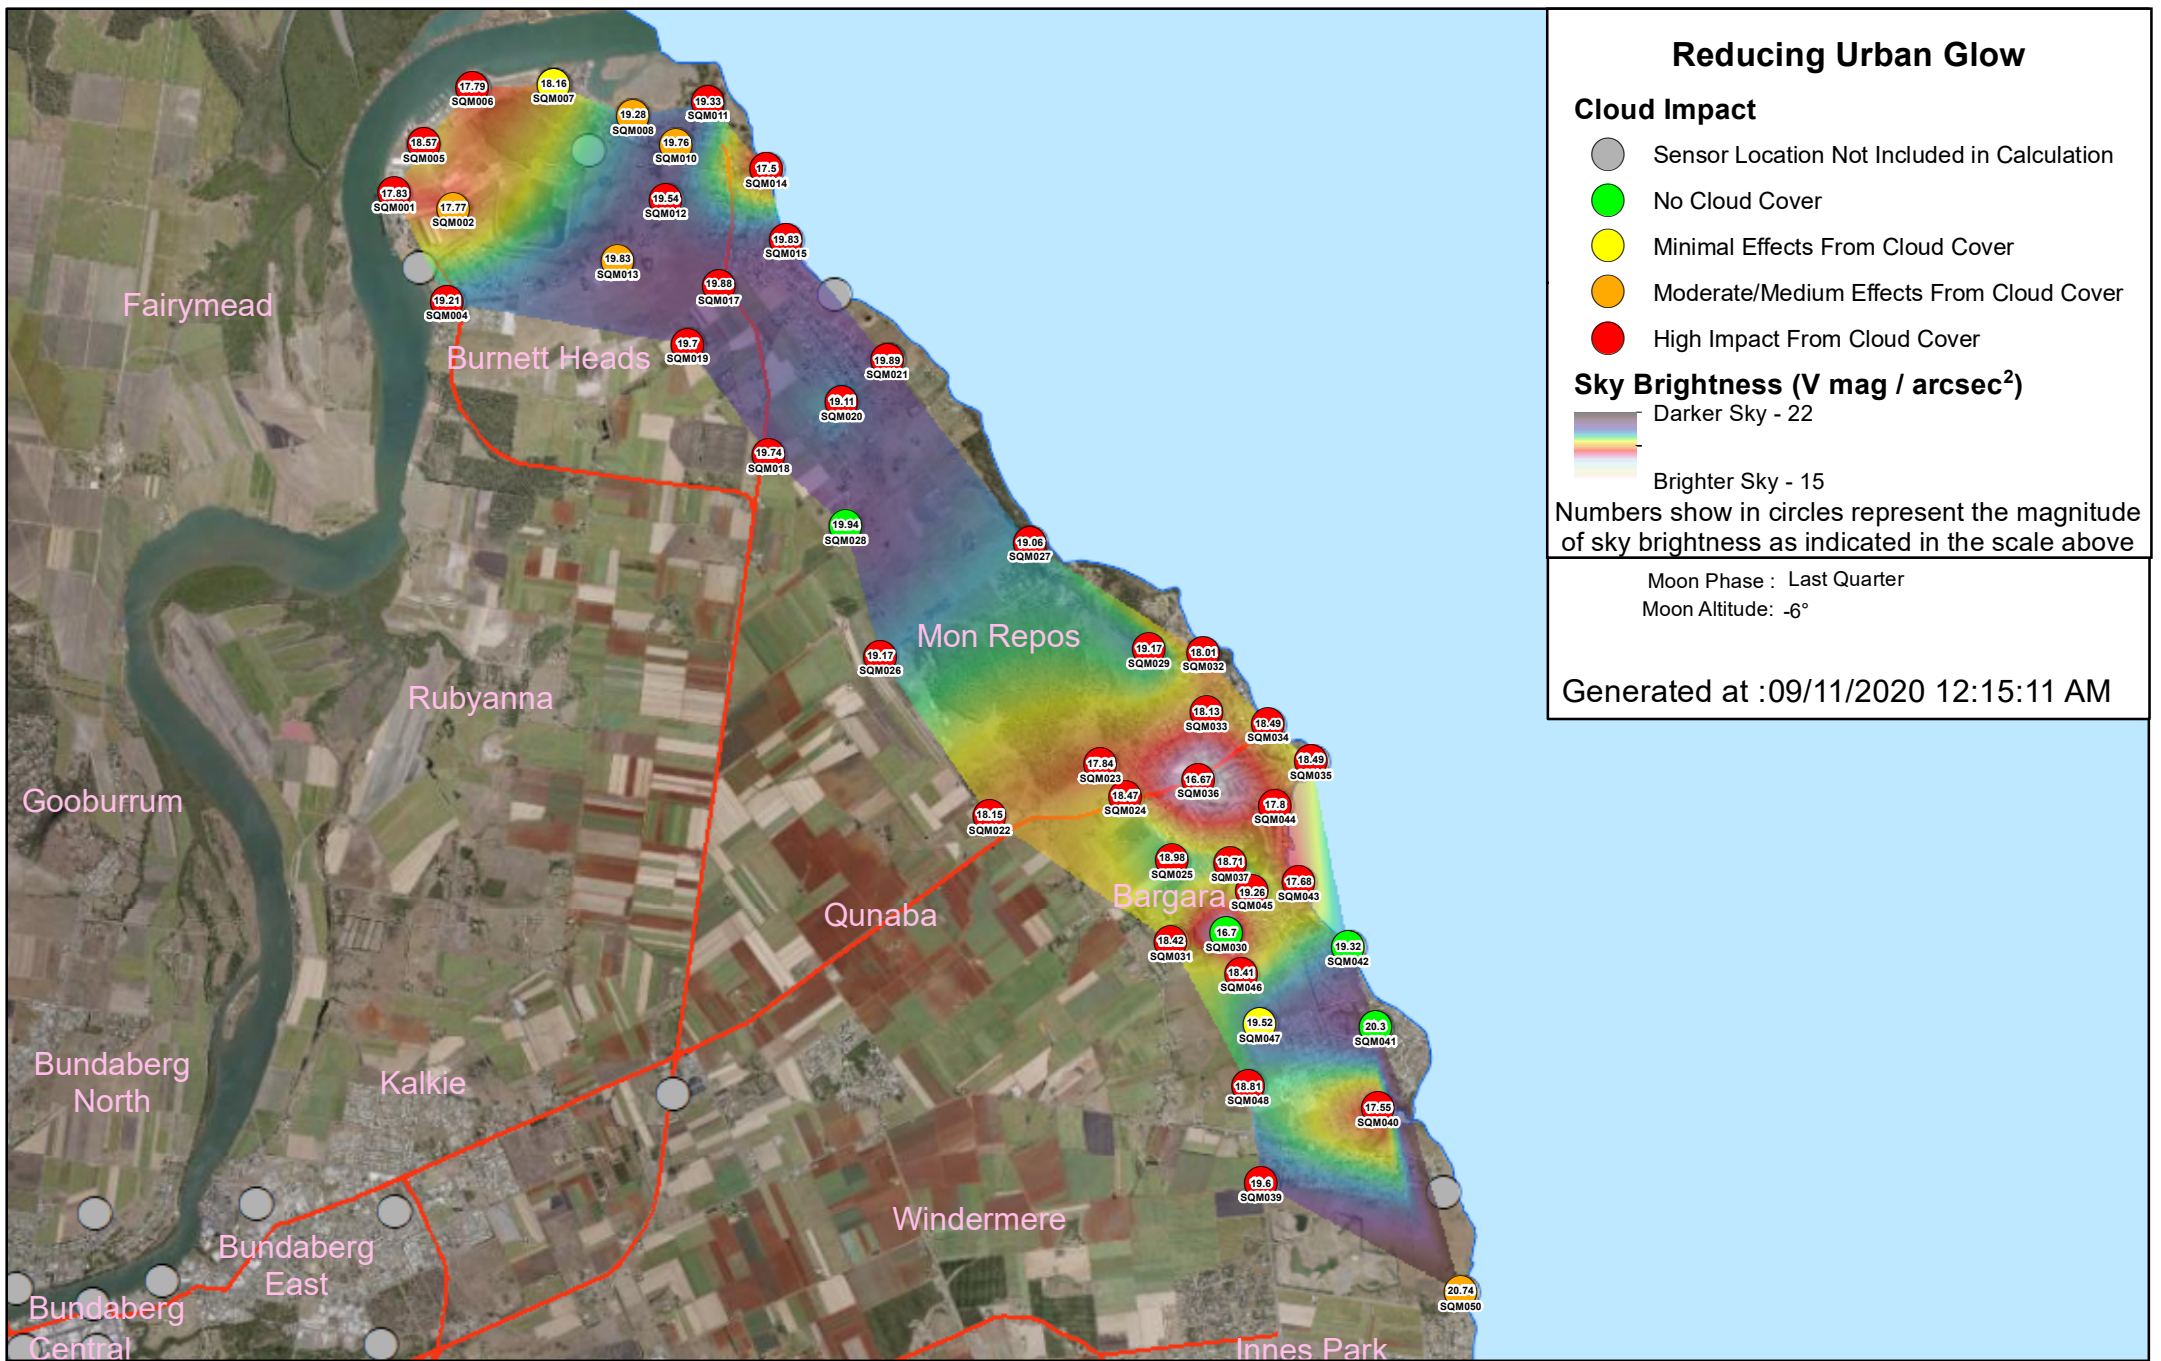 Reducing Urban Glow
Cloud Impact
Sensor Location Not Included in Calculation
No Cloud Cover
Minimal Effects From Cloud Cover
Moderate/Medium Effects From Cloud Cover
High Impact From Cloud Cover
Sky Brightness (V mag / arcsec²)
Darker Sky - 22
Brighter Sky - 15
Numbers show in circles represent the magnitude
of sky brightness as indicated in the scale above
Moon Phase : Last Quarter
Moon Altitude: -6°
Generated at :09/11/2020 12:15:11 AM
17.79
SQM006
18.16
SQM007
19.28
SQM008
19.33
SQM011
18.57
SQM005
19.76
SQM010
17.5
SQM014
17.83
SQM001
17.77
SQM002
19.54
SQM012
19.83
SQM015
19.83
SQM013
19.88
SQM017
19.21
SQM004
Fairymead
Burnett Heads
19.7
SQM019
19.89
SQM021
19.11
SQM020
19.74
SQM018
19.94
SQM028
19.06
SQM027
Mon Repos
19.17
SQM026
19.17
SQM029
18.01
SQM032
Rubyanna
18.13
SQM033
18.49
SQM034
17.84
SQM023
18.49
SQM035
16.67
SQM036
18.47
SQM024
17.8
SQM044
18.15
SQM022
Gooburrum
18.98
SQM025
18.71
SQM037
17.68
SQM043
19.26
SQM045
Bargara
Qunaba
16.7
SQM030
18.42
SQM031
19.32
SQM042
18.41
SQM046
19.52
SQM047
20.3
SQM041
Bundaberg
North
Kalkie
18.81
SQM048
17.55
SQM040
19.6
SQM039
Windermere
Bundaberg
East
20.74
SQM050
Bundaberg
Central
Innes Park